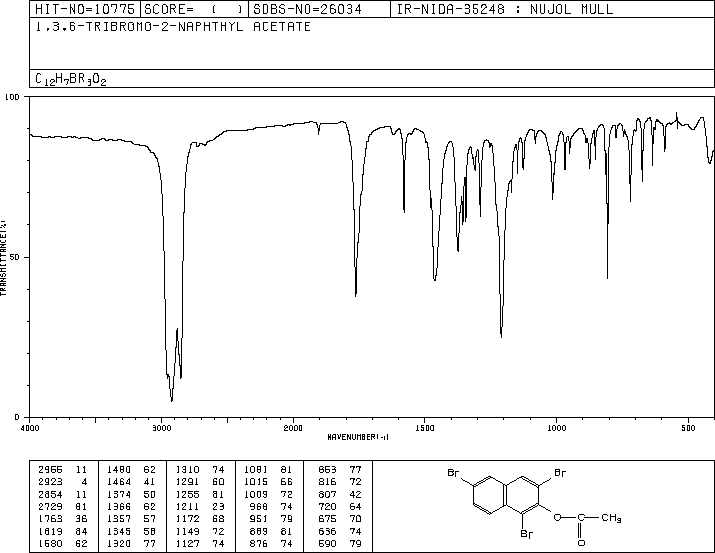 HIT-NO=10775 SCORE= ( ) SDBS-NO=26034 IR-NIDA-35248 : NUJOL MULL
1,3,6-TRIBROMO-2-NAPHTHYL ACETATE
C12H7BR3O2
100
50
0
TRANSMITTANCE(%)
4000 3000 2000 1500 1000 500
WAVENUMBER(-1)
2955 11 1480 62 1310 74 1081 81 853 77
2923 4 1464 41 1291 60 1015 66 816 72
2854 11 1374 50 1255 81 1009 72 807 42
2729 81 1366 62 1211 23 968 74 720 64
1763 36 1357 57 1172 68 951 79 675 70
1619 84 1345 58 1149 72 889 81 636 74
1580 62 1320 77 1127 74 876 74 590 79
Br Br
Br O C CH3
O